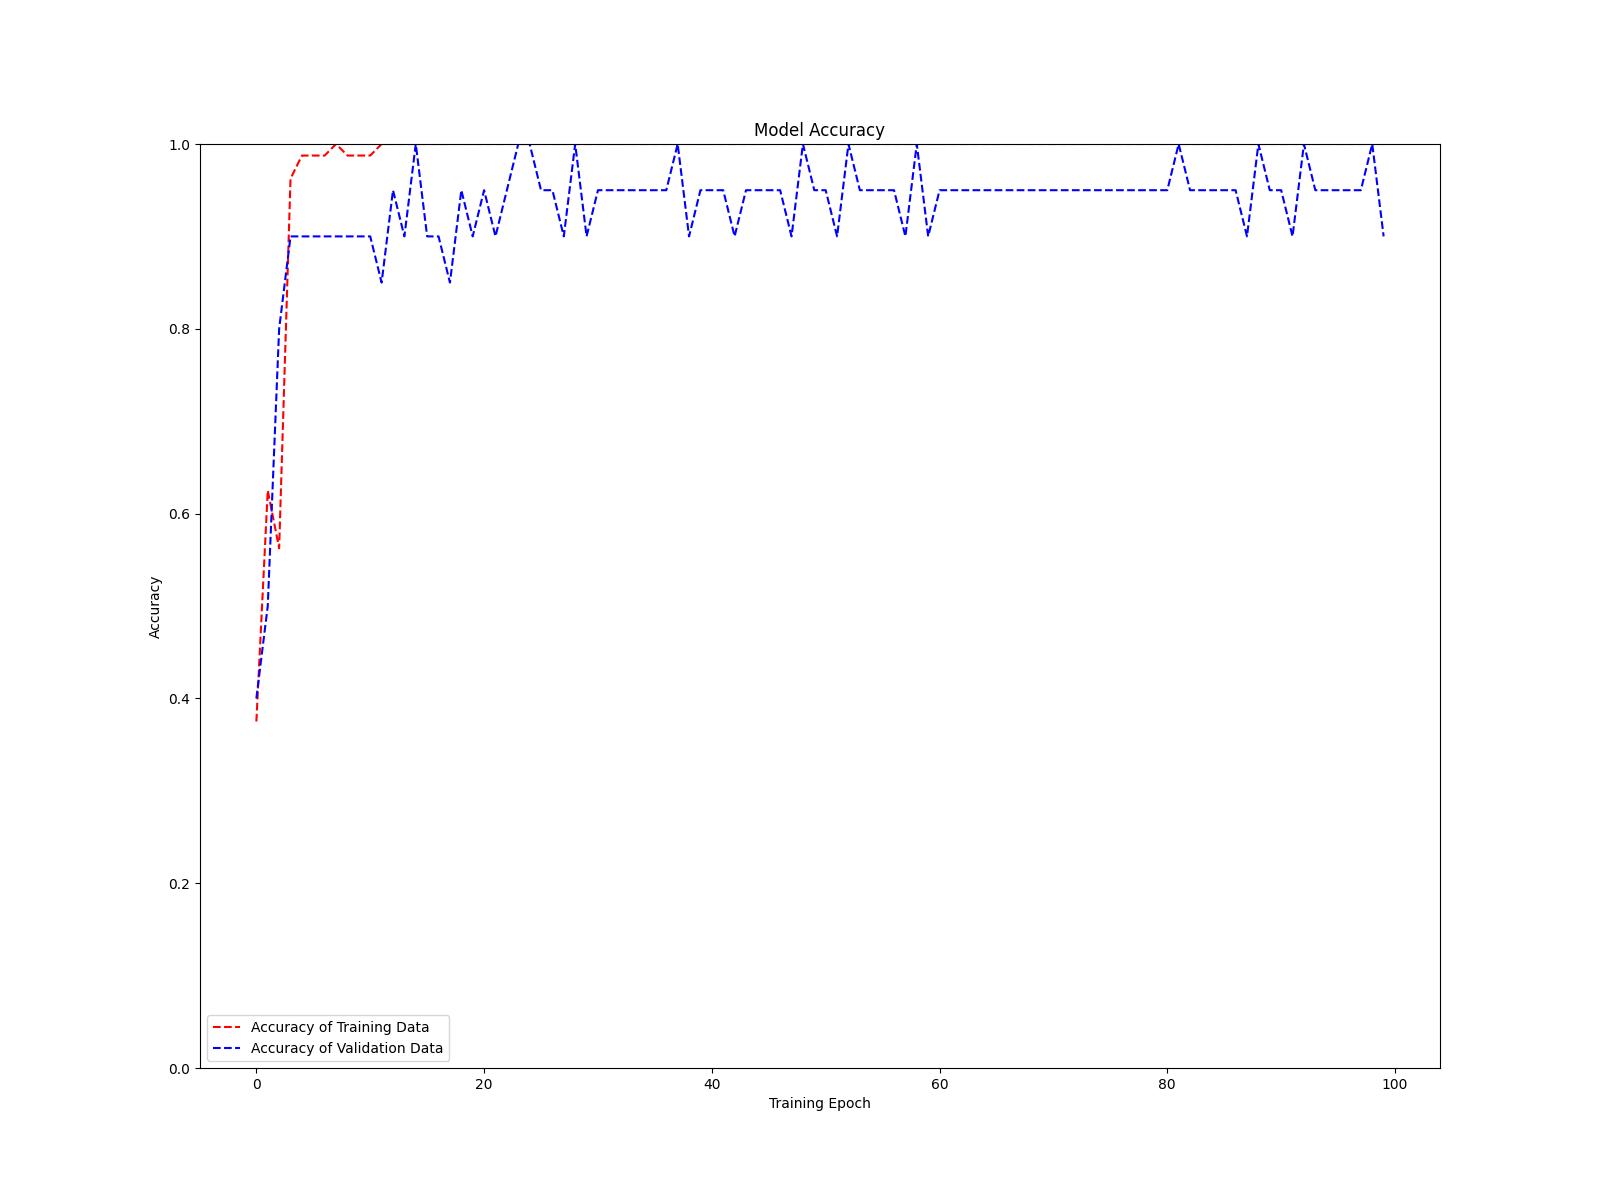 Model Accuracy
1.0
0.8
0.6
0.4
0.2
0.0
Accuracy
Accuracy of Training Data
Accuracy of Validation Data
0 20 40 60 80 100
Training Epoch